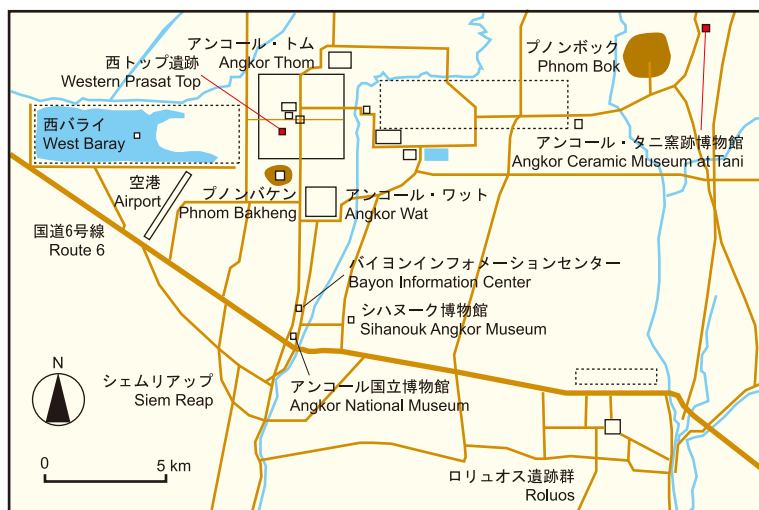 アンコール・トム
Angkor Thom
西トップ遺跡
Western Prasat Top
プノンボック
Phnom Bok
西バライ
West Baray
アンコール・タニ窯跡博物館
Angkor Ceramic Museum at Tani
空港
Airport
プノンバケン
Phnom Bakheng
アンコール・ワット
Angkor Wat
国道6号線
Route 6
バイヨンインフォメーションセンター
Bayon Information Center
シハヌーク博物館
Sihanouk Angkor Museum
N
シェムリアップ
Siem Reap
アンコール国立博物館
Angkor National Museum
0 5 km
ロリュオス遺跡群
Roluos